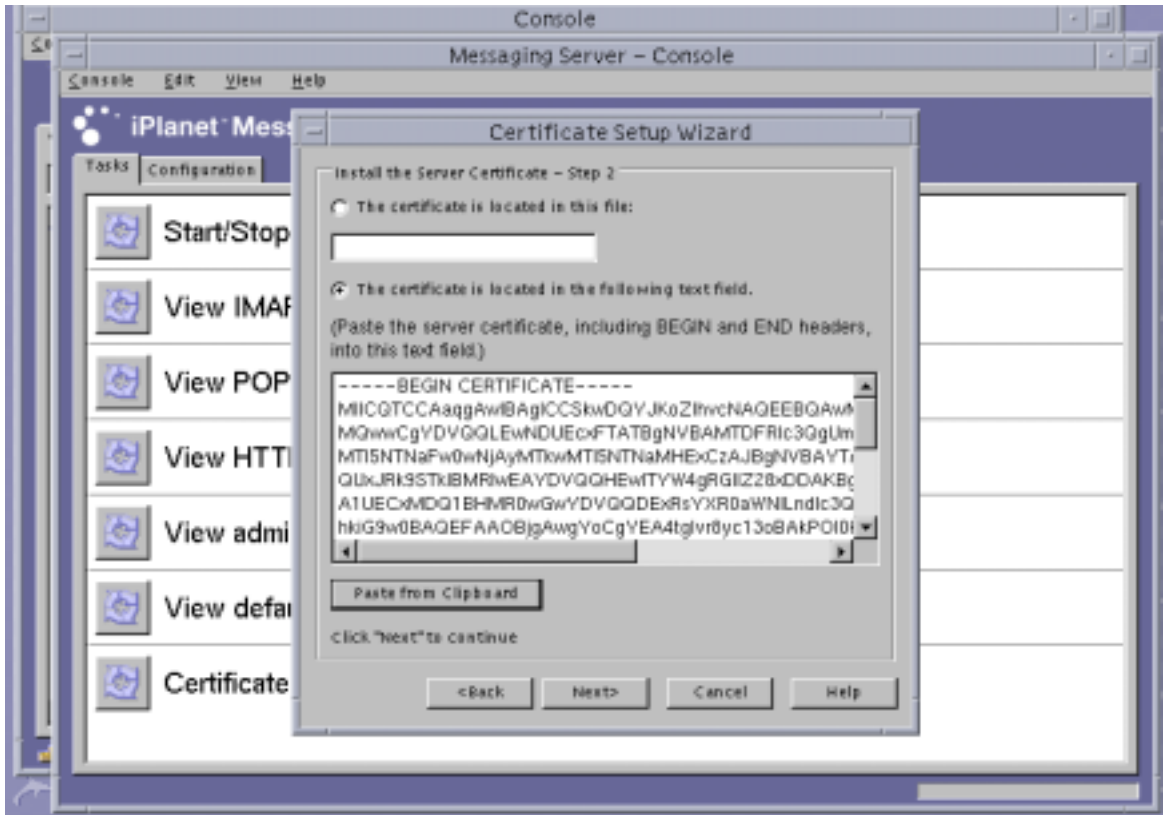 Console
Messaging Server – Console
Console Edit View Help
iPlanet Mess
Tasks Configuration
Certificate Setup Wizard
Install the Server Certificate – Step 2
The certificate is located in this file:
The certificate is located in the following text field.
(Paste the server certificate, including BEGIN and END headers,
into this text field.)
-----BEGIN CERTIFICATE-----
Paste from Clipboard
Click "Next" to continue
<Back Next> Cancel Help
Start/Stop
View IMAP
View POP
View HTT
View admi
View defau
Certificate